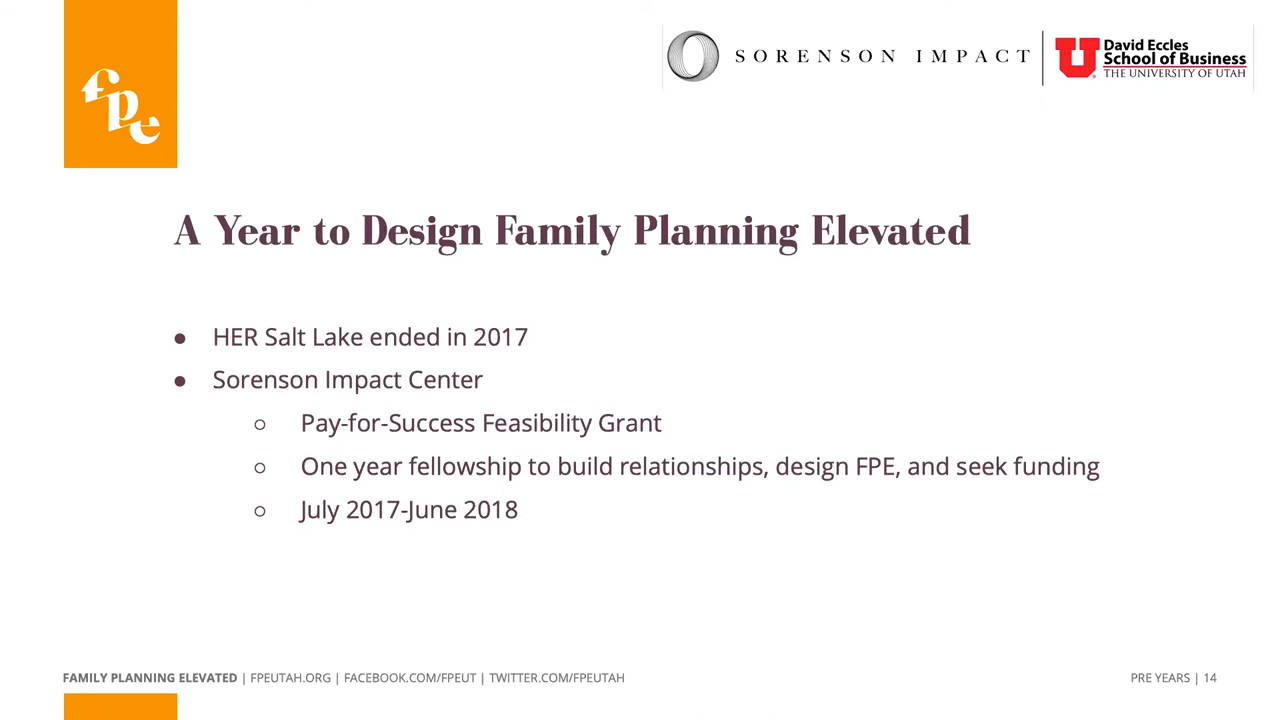 fpe
SORENSON IMPACT
David Eccles
School of Business
THE UNIVERSITY OF UTAH
A Year to Design Family Planning Elevated
● HER Salt Lake ended in 2017
● Sorenson Impact Center
○ Pay-for-Success Feasibility Grant
○ One year fellowship to build relationships, design FPE, and seek funding
○ July 2017-June 2018
FAMILY PLANNING ELEVATED | FPEUTAH.ORG | FACEBOOK.COM/FPEUT | TWITTER.COM/FPEUTAH
PRE YEARS | 14